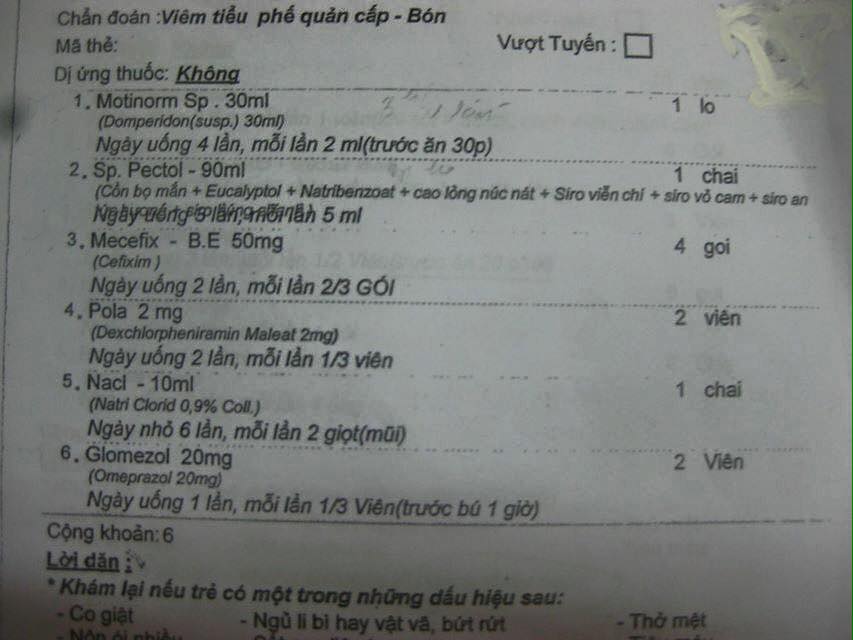 Chẩn đoán :Viêm tiểu phế quản cấp - Bón
Mã thẻ: Vượt Tuyến :
Dị ứng thuốc: Không
1. Motinorm Sp . 30ml 1 lo
(Domperidon(susp.) 30ml)
Ngày uống 4 lần, mỗi lần 2 ml(trước ăn 30p)
2. Sp. Pectol - 90ml 1 chai
(Cồn bọ mắn + Eucalyptol + Natribenzoat + cao lỏng núc nát + Siro viễn chí + siro vỏ cam + siro an
Ngày uống 3 lần, mỗi lần 5 ml
3. Mecefix - B.E 50mg 4 goi
(Cefixim )
Ngày uống 2 lần, mỗi lần 2/3 GÓI
4. Pola 2 mg 2 viên
(Dexchlorpheniramin Maleat 2mg)
Ngày uống 2 lần, mỗi lần 1/3 viên
5. Nacl - 10ml 1 chai
(Natri Clorid 0,9% Coll.)
Ngày nhỏ 6 lần, mỗi lần 2 giọt(mũi)
6. Glomezol 20mg 2 Viên
(Omeprazol 20mg)
Ngày uống 1 lần, mỗi lần 1/3 Viên(trước bú 1 giờ)
Cộng khoản: 6
Lời dăn :
* Khám lại nếu trẻ có một trong những dấu hiệu sau:
- Co giật - Ngủ li bì hay vật vã, bứt rứt - Thở mệt
- Nôn ói nhiều